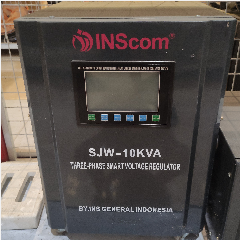 INScom®
SJW-10KVA
THREE-PHASE SMART VOLTAGE REGULATOR
BY.INS GENERAL INDONESIA